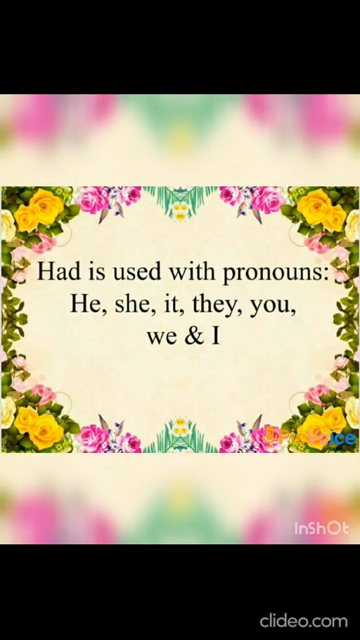 Had is used with pronouns:
He, she, it, they, you,
we & I
InShOt
clideo.com